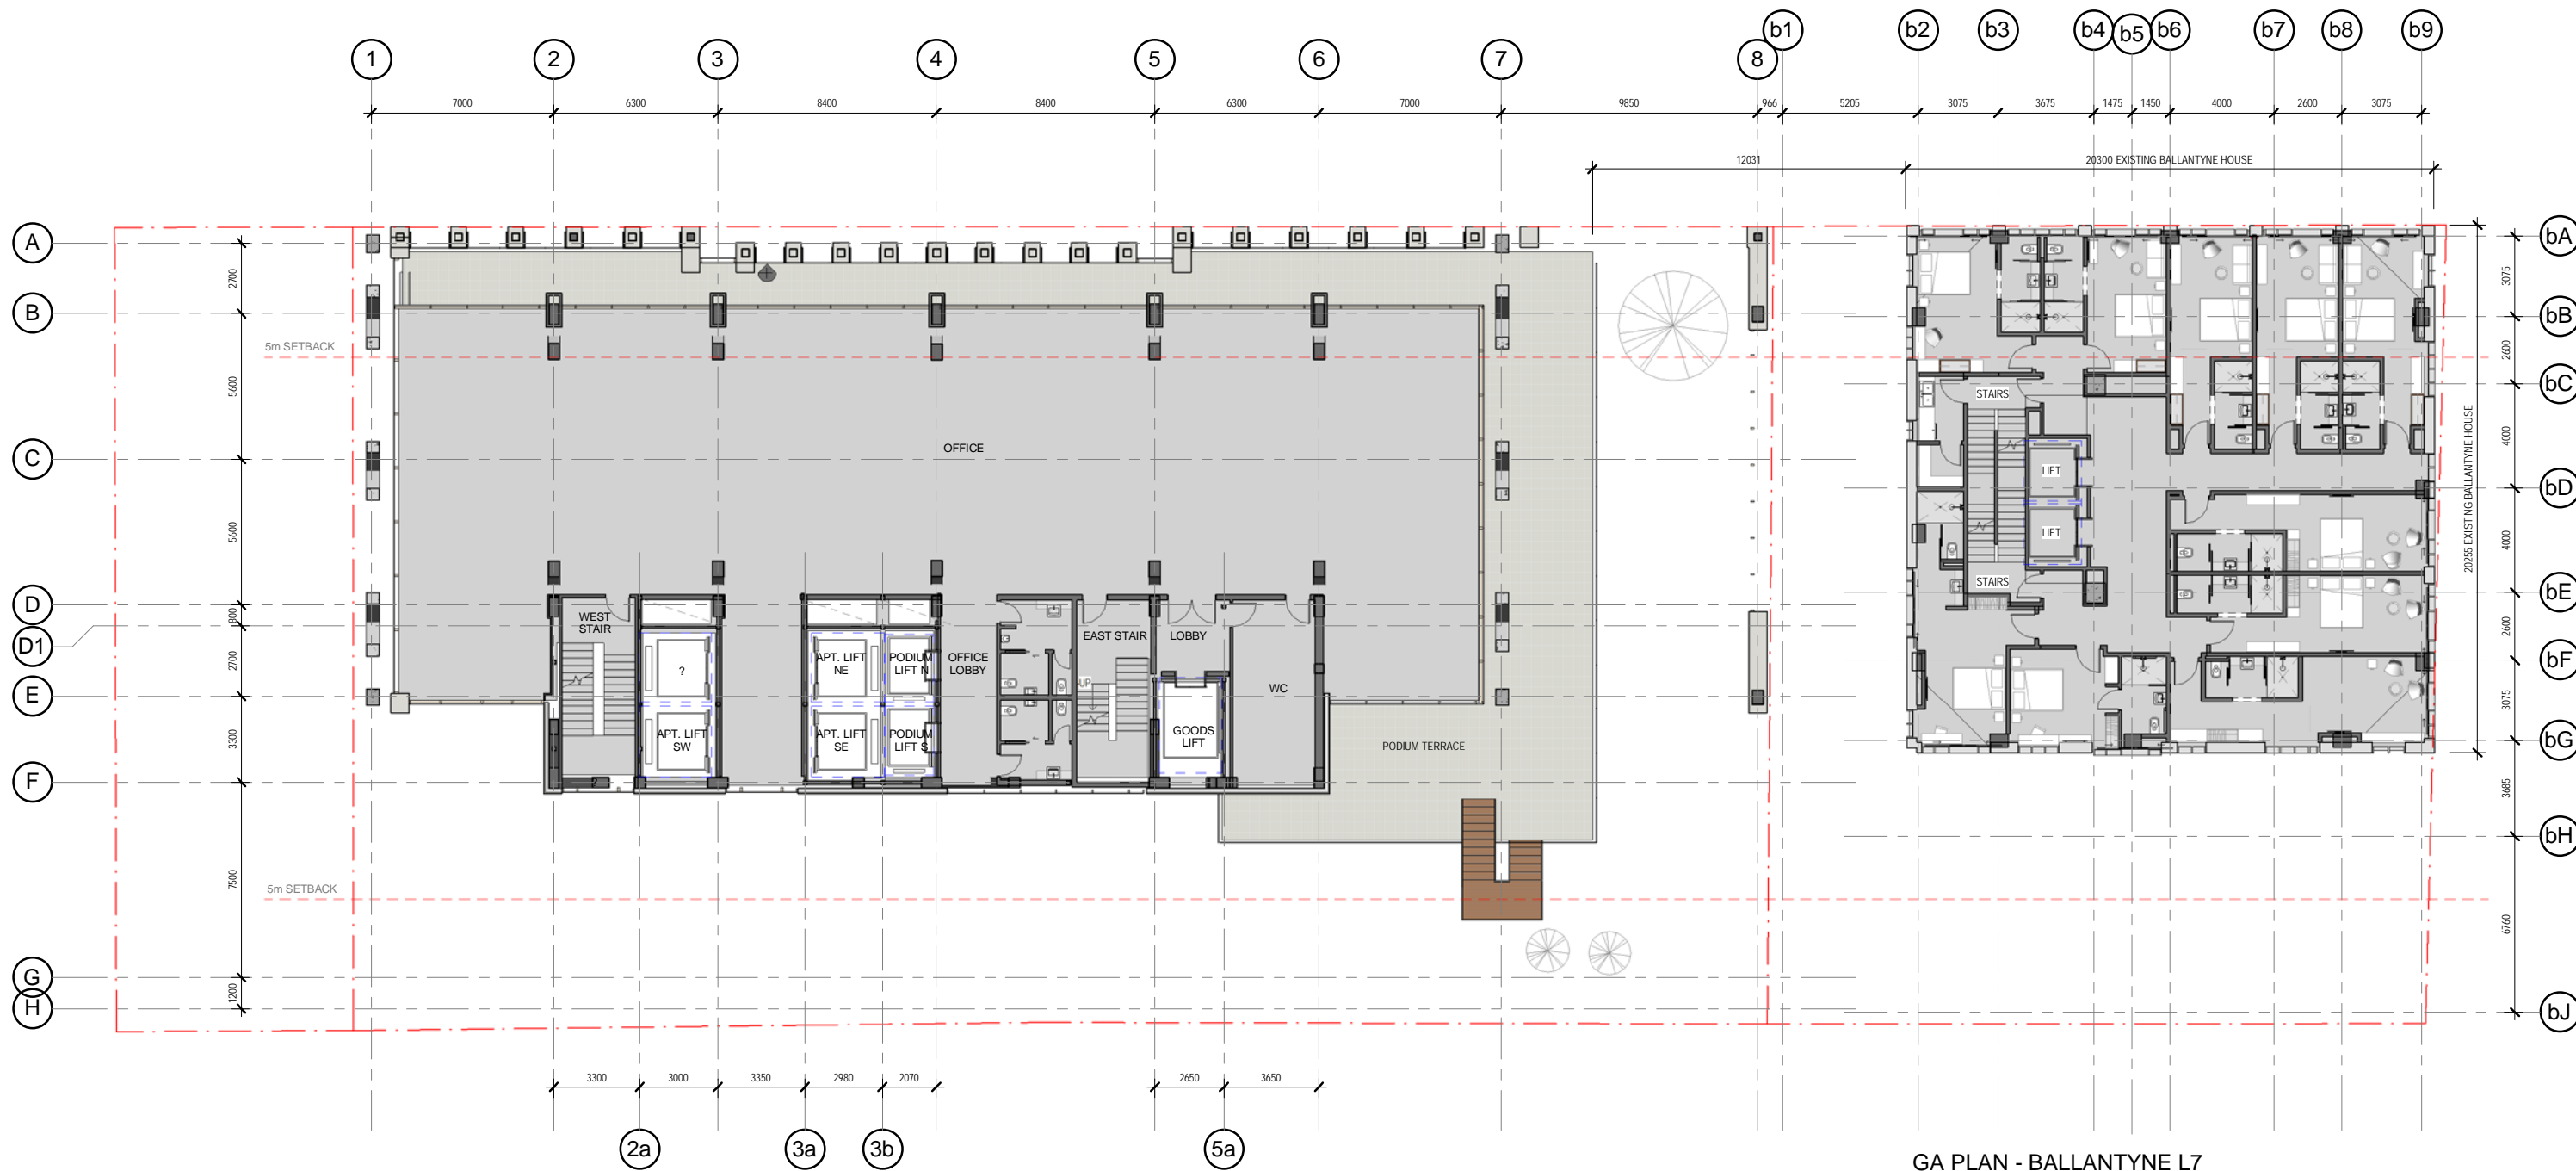 b1 b2 b3 b4 b5 b6 b7 b8 b9
1 2 3 4 5 6 7 8
7000 6300 8400 8400 6300 7000 9850 966 5205 3075 3675 1475 1450 4000 2600 3075
12031 20300 EXISTING BALLANTYNE HOUSE
A
B
C
D
D1
E
F
G
H
2700
5600
5600
800
2700
3300
7500
1200
5m SETBACK
5m SETBACK
OFFICE
WEST
STAIR
?
APT. LIFT
SW
APT. LIFT
NE
APT. LIFT
SE
PODIUM
LIFT N
PODIUM
LIFT S
OFFICE
LOBBY
EAST STAIR
UP
LOBBY
GOODS
LIFT
WC
PODIUM TERRACE
STAIRS
LIFT
LIFT
STAIRS
20255 EXISTING BALLANTYNE HOUSE
bA
bB
bC
bD
bE
bF
bG
bH
bJ
3075
2600
4000
4000
2600
3075
3685
6760
3300 3000 3350 2980 2070 2650 3650
2a 3a 3b 5a
GA PLAN - BALLANTYNE L7